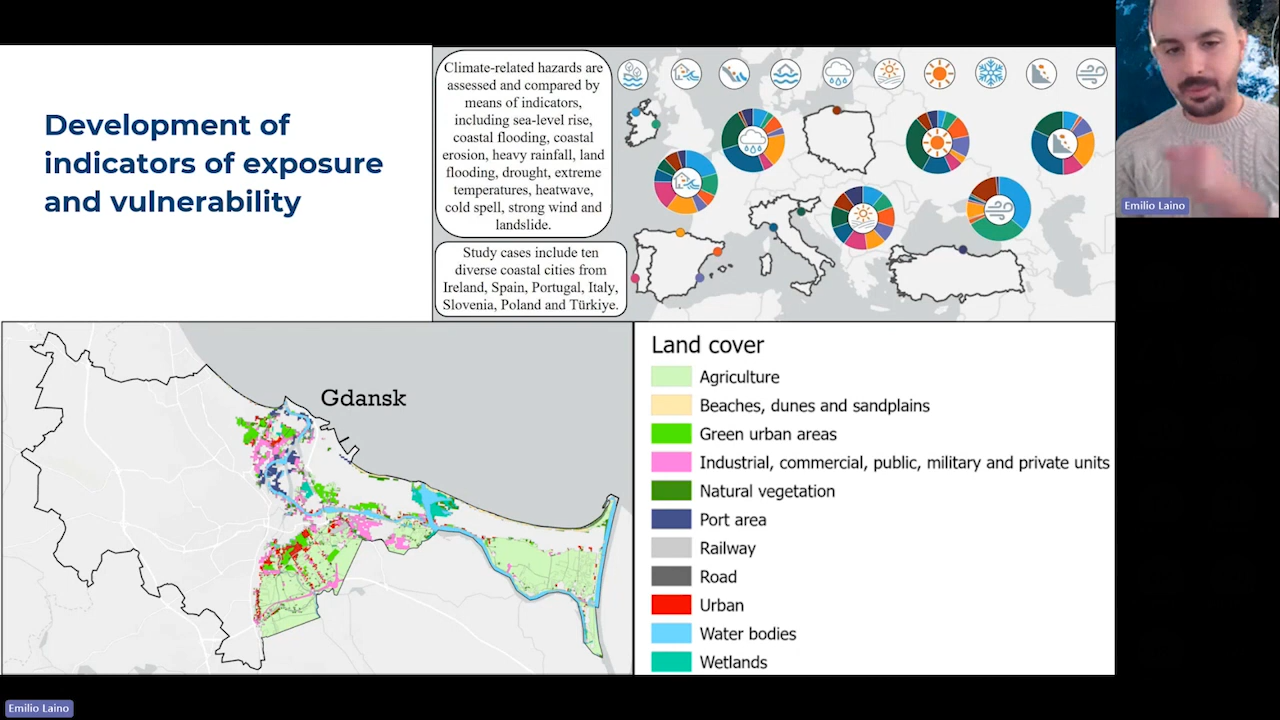 Development of
indicators of exposure
and vulnerability
Climate-related hazards are
assessed and compared by
means of indicators,
including sea-level rise,
coastal flooding, coastal
erosion, heavy rainfall, land
flooding, drought, extreme
temperatures, heatwave,
cold spell, strong wind and
landslide.
Study cases include ten
diverse coastal cities from
Ireland, Spain, Portugal, Italy,
Slovenia, Poland and Türkiye.
Emilio Laino
Gdansk
Land cover
Agriculture
Beaches, dunes and sandplains
Green urban areas
Industrial, commercial, public, military and private units
Natural vegetation
Port area
Railway
Road
Urban
Water bodies
Wetlands
Emilio Laino